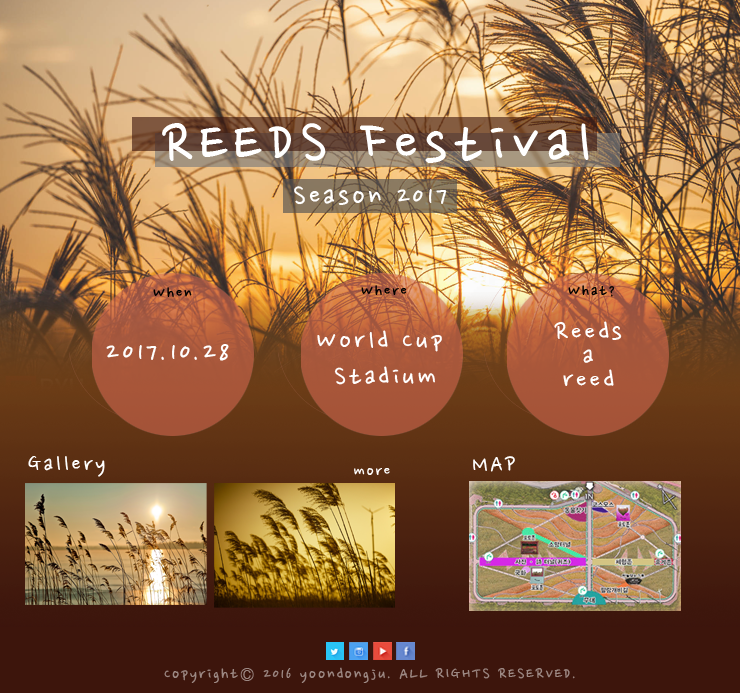 REEDS Festival
Season 2017
When
Where
What?
2017.10.28
World Cup
Stadium
Reeds
a
reed
Gallery
more
MAP
IN
copyright© 2016 yoondongju. ALL RIGHTS RESERVED.